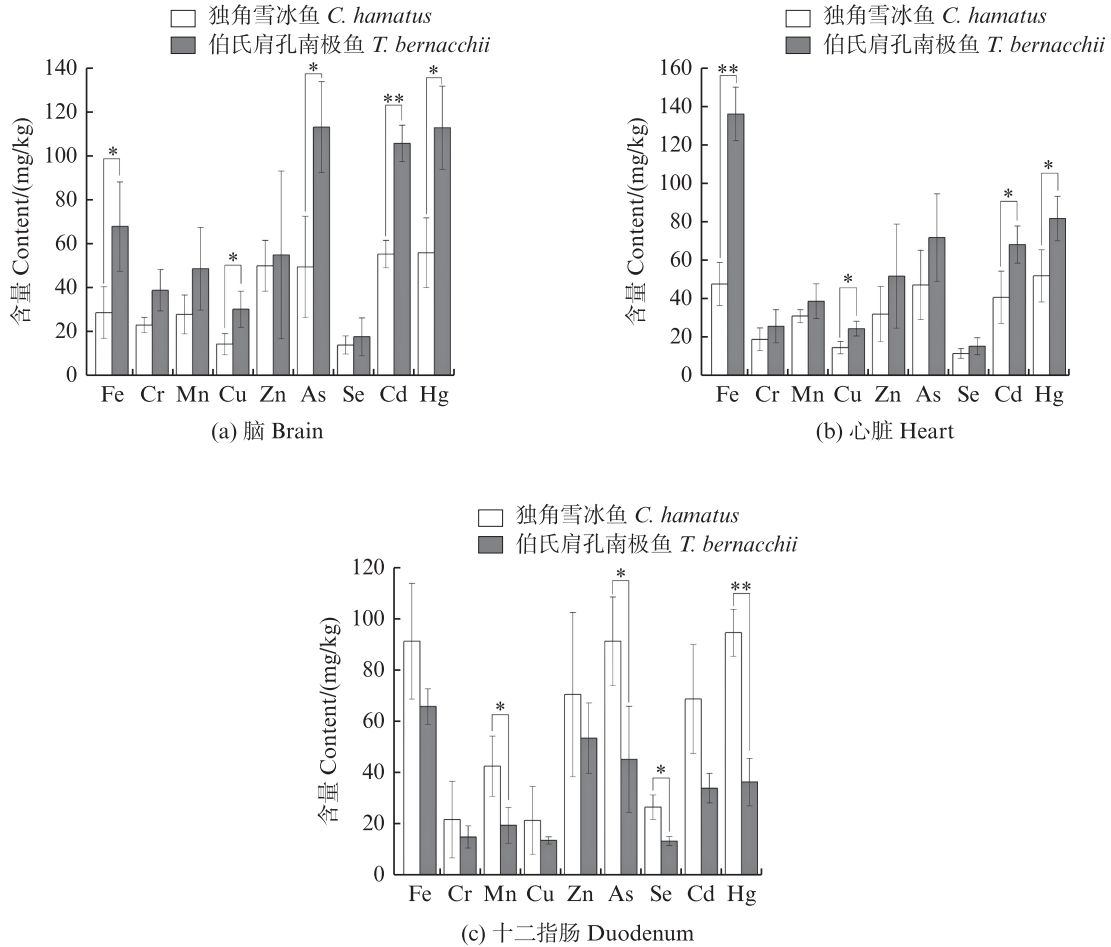 独角雪冰鱼 C. hamatus
伯氏肩孔南极鱼 T. bernacchii
含量 Content/(mg/kg)
140
120
100
80
60
40
20
0
*
*
*
**
*
Fe Cr Mn Cu Zn As Se Cd Hg
(a) 脑 Brain
独角雪冰鱼 C. hamatus
伯氏肩孔南极鱼 T. bernacchii
含量 Content/(mg/kg)
160
140
120
100
80
60
40
20
0
**
*
*
*
Fe Cr Mn Cu Zn As Se Cd Hg
(b) 心脏 Heart
独角雪冰鱼 C. hamatus
伯氏肩孔南极鱼 T. bernacchii
含量 Content/(mg/kg)
120
100
80
60
40
20
0
*
*
*
**
Fe Cr Mn Cu Zn As Se Cd Hg
(c) 十二指肠 Duodenum